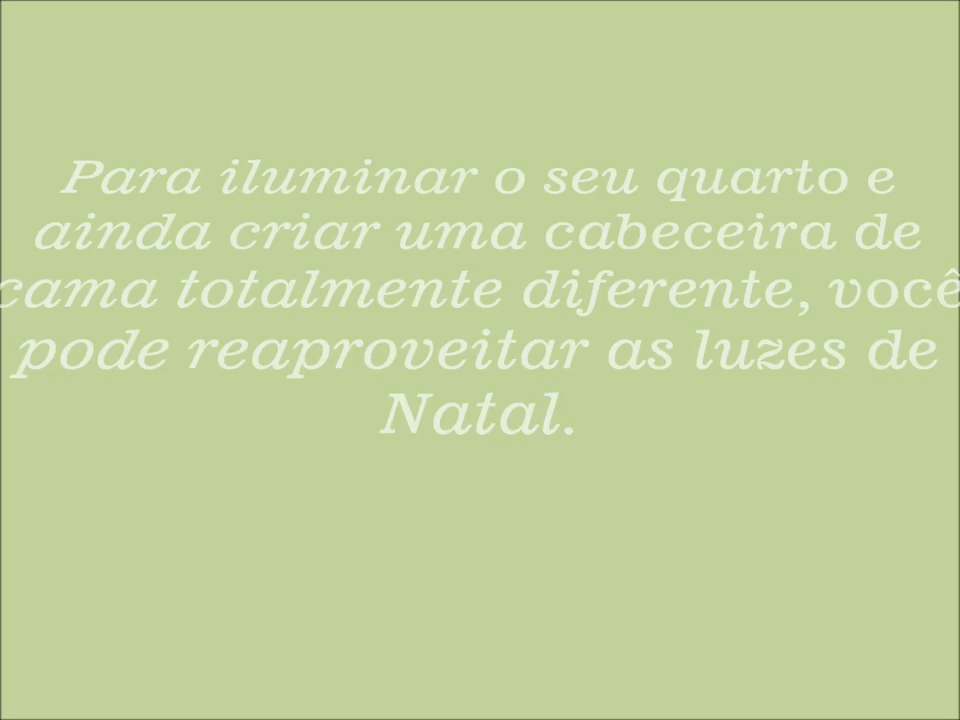 Para iluminar o seu quarto e
ainda criar uma cabeceira de
cama totalmente diferente, você
pode reaproveitar as luzes de
Natal.